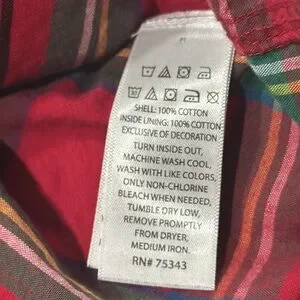 SHELL: 100% COTTON
INSIDE LINING: 100% COTTON
EXCLUSIVE OF DECORATION
TURN INSIDE OUT,
MACHINE WASH COOL,
WASH WITH LIKE COLORS,
ONLY NON-CHLORINE
BLEACH WHEN NEEDED,
TUMBLE DRY LOW,
REMOVE PROMPTLY
FROM DRYER,
MEDIUM IRON.
RN# 75343